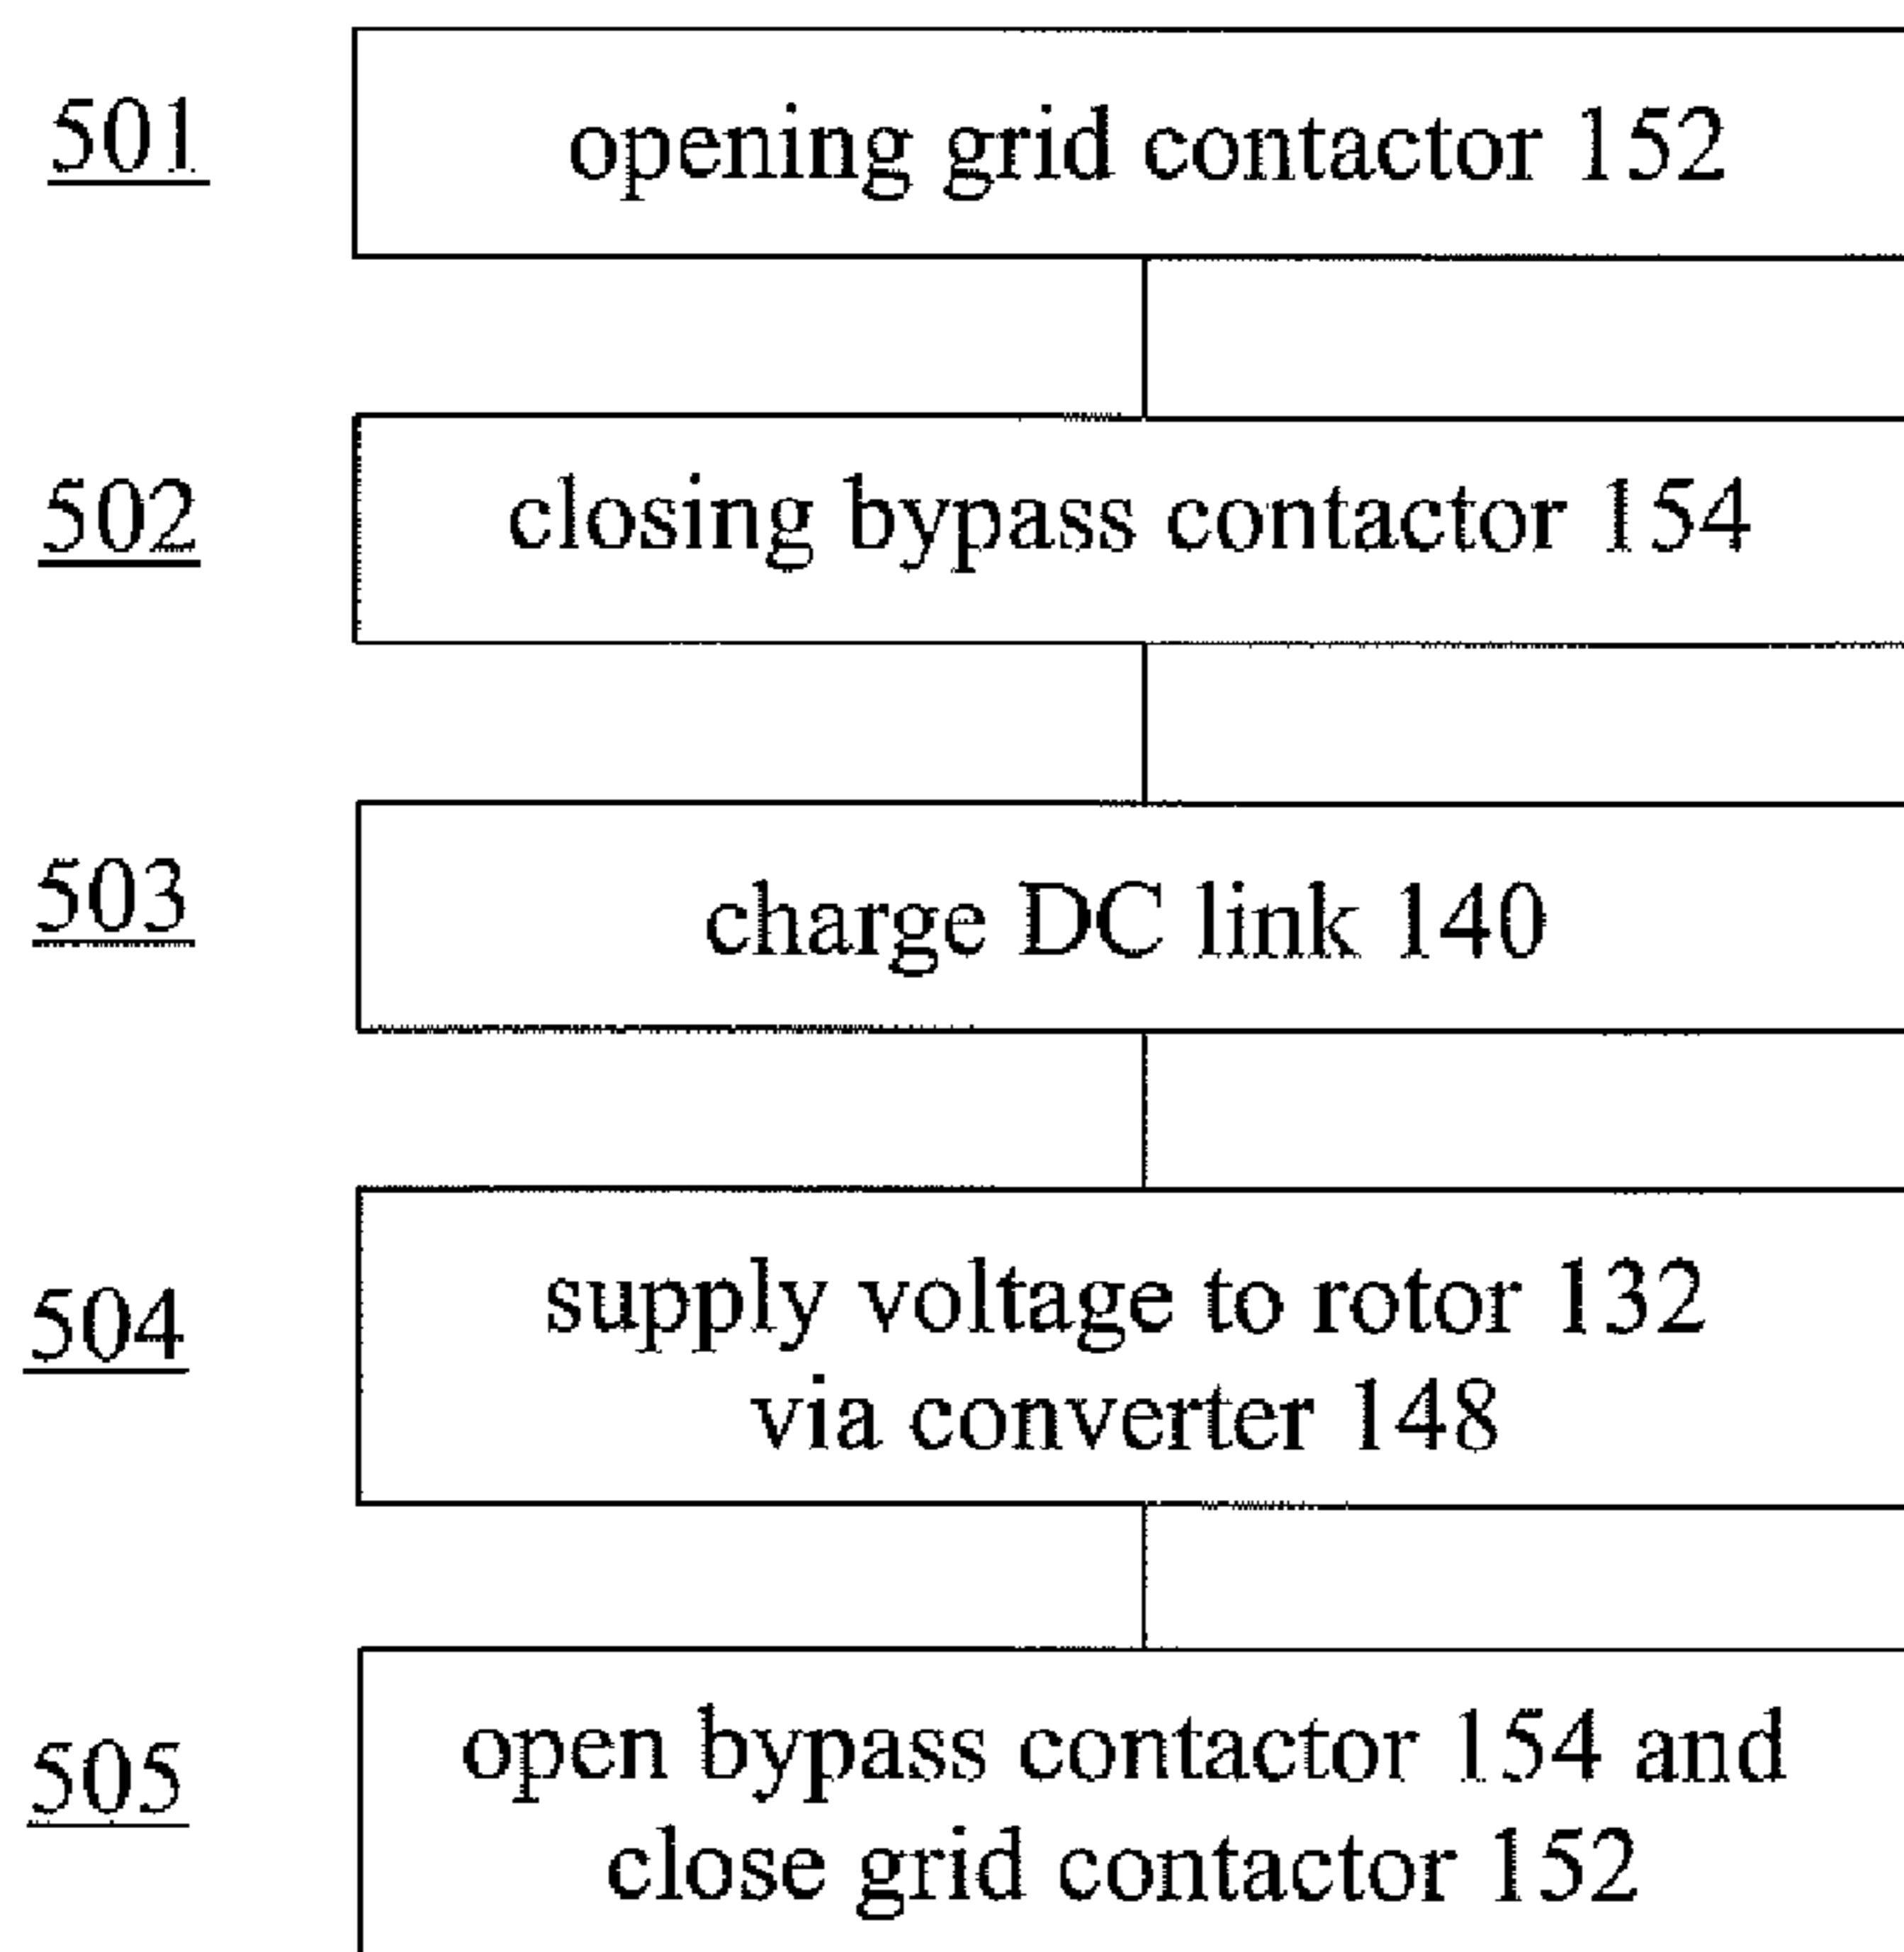 501
opening grid contactor 152
502
closing bypass contactor 154
503
charge DC link 140
504
supply voltage to rotor 132
via converter 148
505
open bypass contactor 154 and
close grid contactor 152